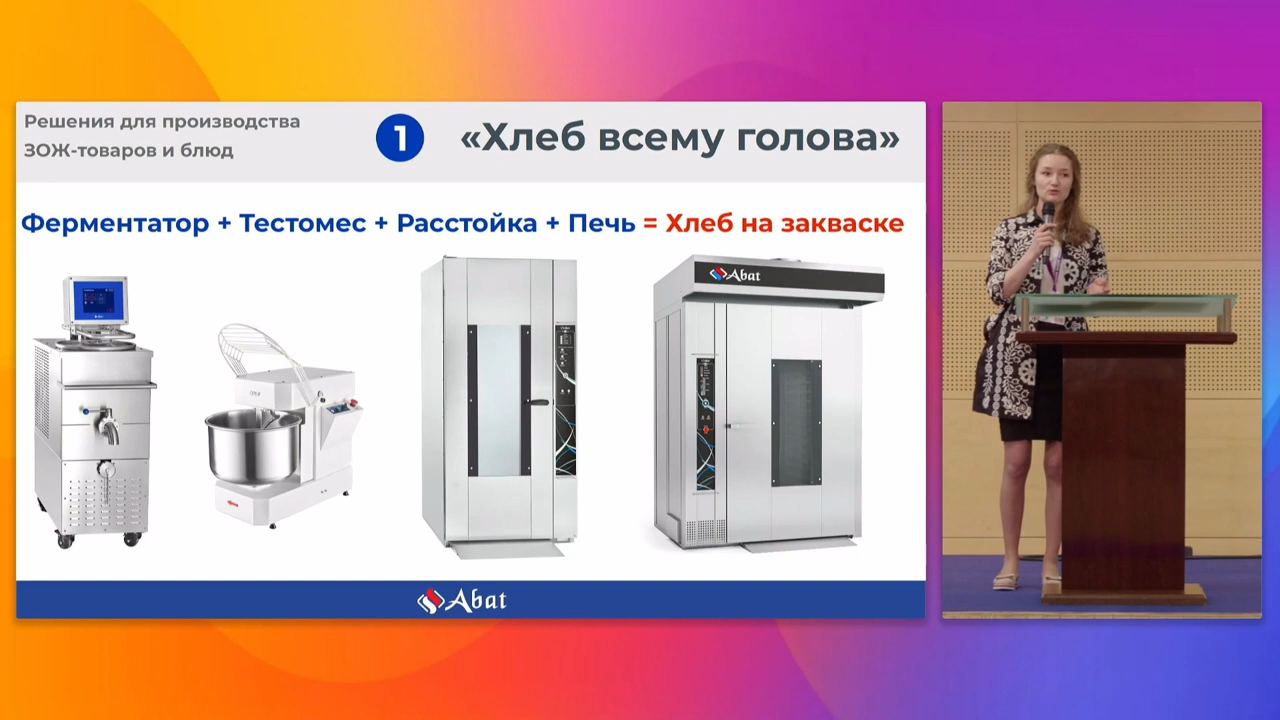 Решения для производства
ЗОЖ-товаров и блюд
1
«Хлеб всему голова»
Ферментатор + Тестомес + Расстойка + Печь = Хлеб на закваске
Abat
Abat